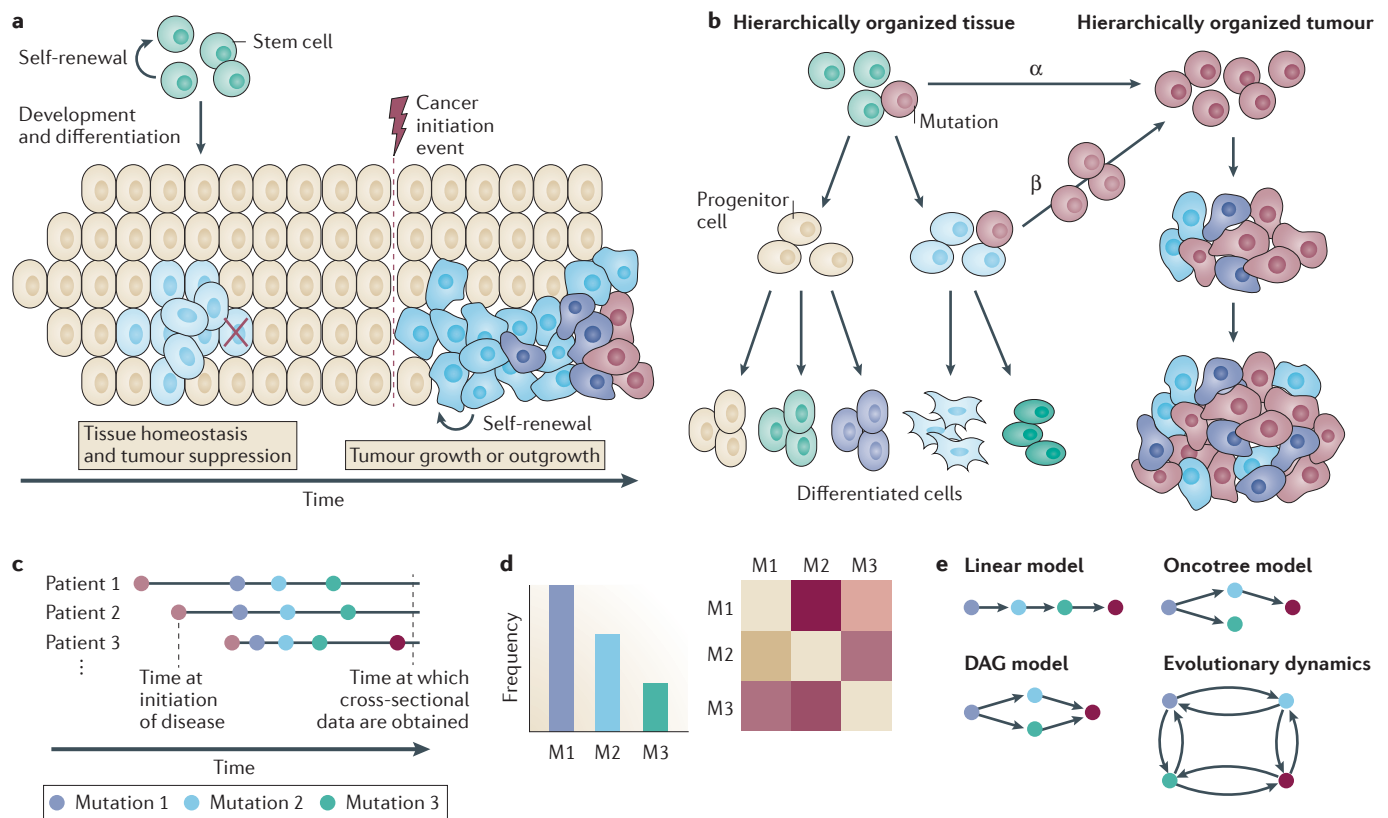 a
Stem cell
Self-renewal
Development
and differentiation
Cancer
initiation
event
Self-renewal
Tissue homeostasis
and tumour suppression
Tumour growth or outgrowth
Time
b
Hierarchically organized tissue
Hierarchically organized tumour
α
Mutation
β
Progenitor
cell
Differentiated cells
c
Patient 1
Patient 2
Patient 3
⋮
Time at
initiation
of disease
Time at which
cross-sectional
data are obtained
Time
Mutation 1
Mutation 2
Mutation 3
d
Frequency
M1
M2
M3
M1
M2
M3
M1
M2
M3
e
Linear model
Oncotree model
DAG model
Evolutionary dynamics